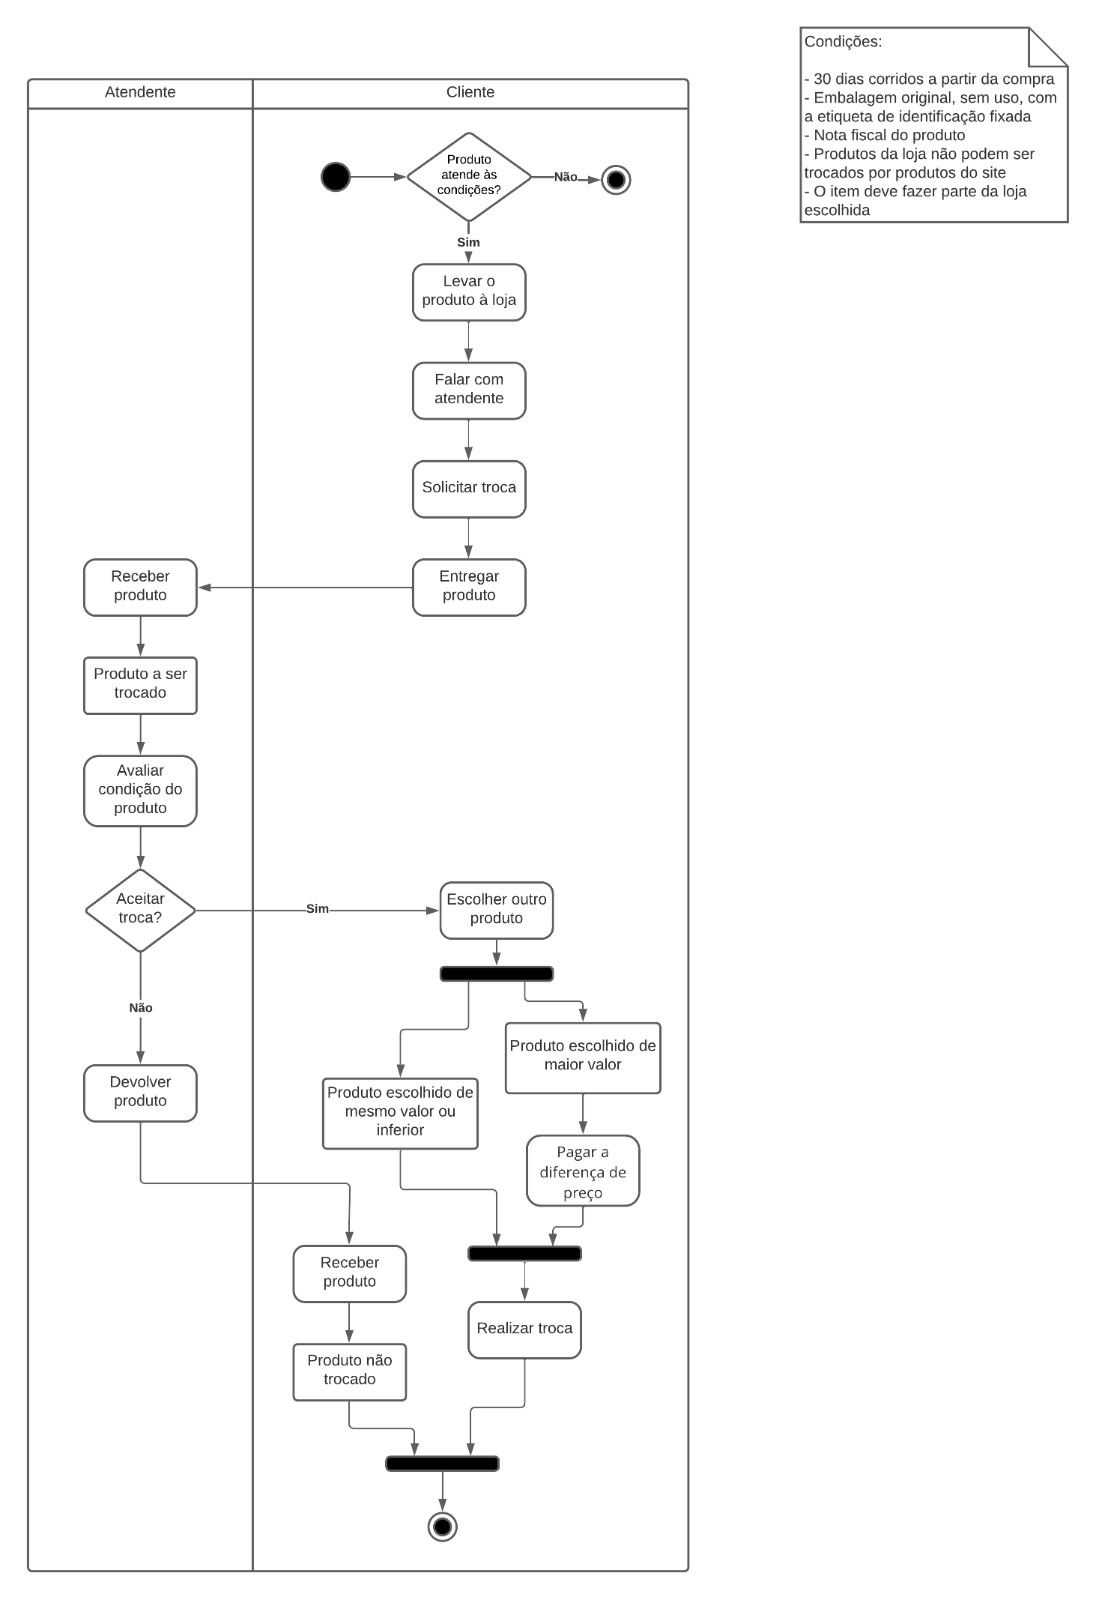 Condições:
- 30 dias corridos a partir da compra
- Embalagem original, sem uso, com
a etiqueta de identificação fixada
- Nota fiscal do produto
- Produtos da loja não podem ser
trocados por produtos do site
- O item deve fazer parte da loja
escolhida
Atendente
Cliente
Produto
atende às
condições?
Não
Sim
Levar o
produto à loja
Falar com
atendente
Solicitar troca
Entregar
produto
Receber
produto
Produto a ser
trocado
Avaliar
condição do
produto
Aceitar
troca?
Sim
Escolher outro
produto
Não
Produto escolhido de
maior valor
Produto escolhido de
mesmo valor ou
inferior
Devolver
produto
Pagar a
diferença de
preço
Receber
produto
Realizar troca
Produto não
trocado